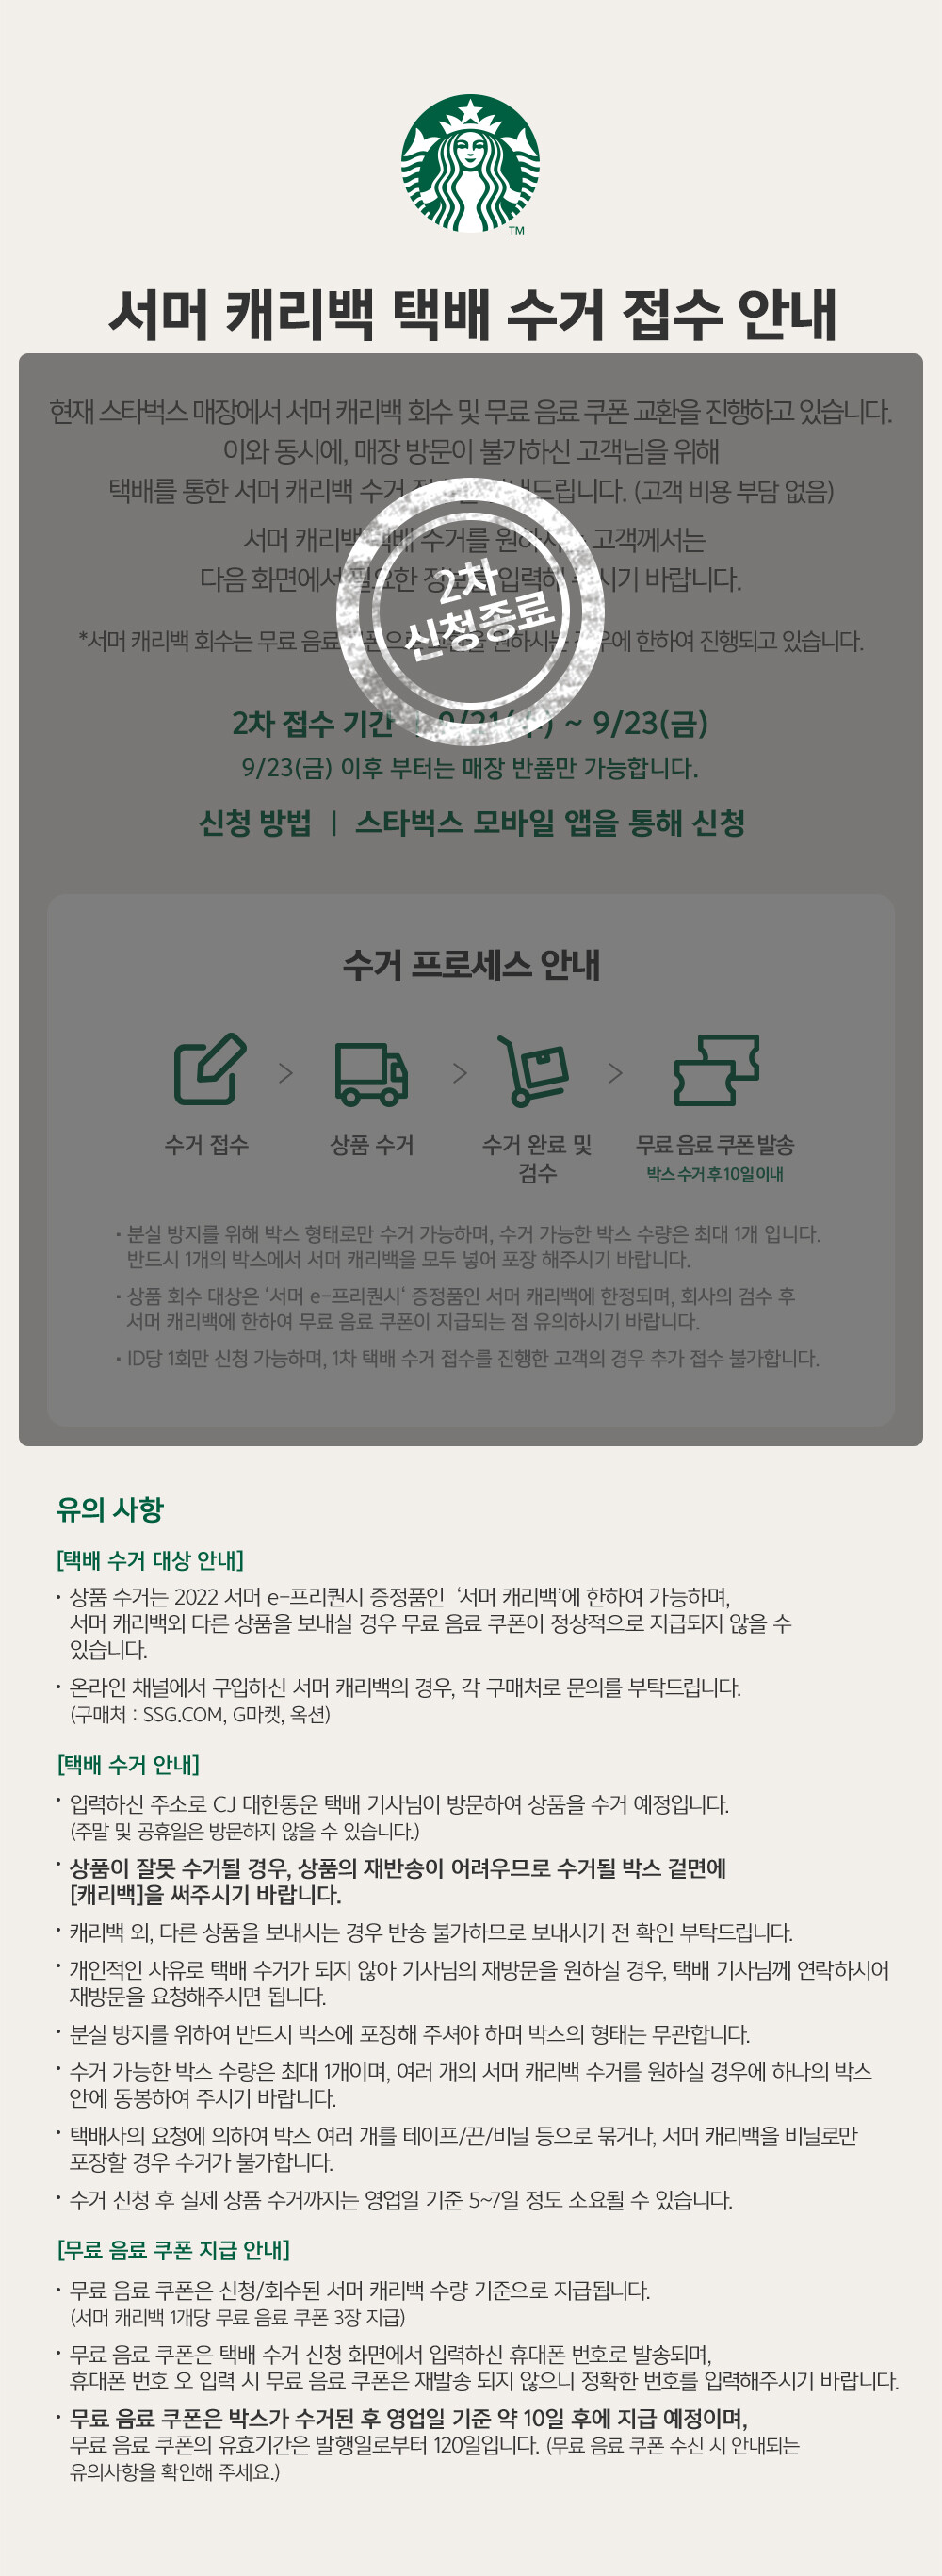 TM
서머 캐리백 택배 수거 접수 안내
현재 스타벅스 매장에서 서머 캐리백 회수 및 무료 음료 쿠폰 교환을 진행하고 있습니다.
이와 동시에, 매장 방문이 불가하신 고객님을 위해
택배를 통한 서머 캐리백 수거 드립니다. (고객 비용 부담 없음)
서머 캐리백 택배 수거를 원하시는 고객께서는
다음 화면에서 필요한 정보를 입력해 주시기 바랍니다.
2차
신청종료
*서머 캐리백 회수는 무료 음료 쿠폰으로 교환을 원하시는 경우에 한하여 진행되고 있습니다.
2차 접수 기간 | 9/21(수) ~ 9/23(금)
9/23(금) 이후 부터는 매장 반품만 가능합니다.
신청 방법 | 스타벅스 모바일 앱을 통해 신청
수거 프로세스 안내
수거 접수 > 상품 수거 > 수거 완료 및 > 무료 음료 쿠폰 발송
검수 박스 수거 후 10일 이내
• 분실 방지를 위해 박스 형태로만 수거 가능하며, 수거 가능한 박스 수량은 최대 1개 입니다.
반드시 1개의 박스에서 서머 캐리백을 모두 넣어 포장 해주시기 바랍니다.
• 상품 회수 대상은 ‘서머 e-프리퀀시‘ 증정품인 서머 캐리백에 한정되며, 회사의 검수 후
서머 캐리백에 한하여 무료 음료 쿠폰이 지급되는 점 유의하시기 바랍니다.
• ID당 1회만 신청 가능하며, 1차 택배 수거 접수를 진행한 고객의 경우 추가 접수 불가합니다.
유의 사항
[택배 수거 대상 안내]
• 상품 수거는 2022 서머 e-프리퀀시 증정품인 ‘서머 캐리백’에 한하여 가능하며,
서머 캐리백외 다른 상품을 보내실 경우 무료 음료 쿠폰이 정상적으로 지급되지 않을 수
있습니다.
• 온라인 채널에서 구입하신 서머 캐리백의 경우, 각 구매처로 문의를 부탁드립니다.
(구매처 : SSG.COM, G마켓, 옥션)
[택배 수거 안내]
• 입력하신 주소로 CJ 대한통운 택배 기사님이 방문하여 상품을 수거 예정입니다.
(주말 및 공휴일은 방문하지 않을 수 있습니다.)
• 상품이 잘못 수거될 경우, 상품의 재반송이 어려우므로 수거될 박스 겉면에
[캐리백]을 써주시기 바랍니다.
• 캐리백 외, 다른 상품을 보내시는 경우 반송 불가하므로 보내시기 전 확인 부탁드립니다.
• 개인적인 사유로 택배 수거가 되지 않아 기사님의 재방문을 원하실 경우, 택배 기사님께 연락하시어
재방문을 요청해주시면 됩니다.
• 분실 방지를 위하여 반드시 박스에 포장해 주셔야 하며 박스의 형태는 무관합니다.
• 수거 가능한 박스 수량은 최대 1개이며, 여러 개의 서머 캐리백 수거를 원하실 경우에 하나의 박스
안에 동봉하여 주시기 바랍니다.
• 택배사의 요청에 의하여 박스 여러 개를 테이프/끈/비닐 등으로 묶거나, 서머 캐리백을 비닐로만
포장할 경우 수거가 불가합니다.
• 수거 신청 후 실제 상품 수거까지는 영업일 기준 5~7일 정도 소요될 수 있습니다.
[무료 음료 쿠폰 지급 안내]
• 무료 음료 쿠폰은 신청/회수된 서머 캐리백 수량 기준으로 지급됩니다.
(서머 캐리백 1개당 무료 음료 쿠폰 3장 지급)
• 무료 음료 쿠폰은 택배 수거 신청 화면에서 입력하신 휴대폰 번호로 발송되며,
휴대폰 번호 오 입력 시 무료 음료 쿠폰은 재발송 되지 않으니 정확한 번호를 입력해주시기 바랍니다.
• 무료 음료 쿠폰은 박스가 수거된 후 영업일 기준 약 10일 후에 지급 예정이며,
무료 음료 쿠폰의 유효기간은 발행일로부터 120일입니다. (무료 음료 쿠폰 수신 시 안내되는
유의사항을 확인해 주세요.)